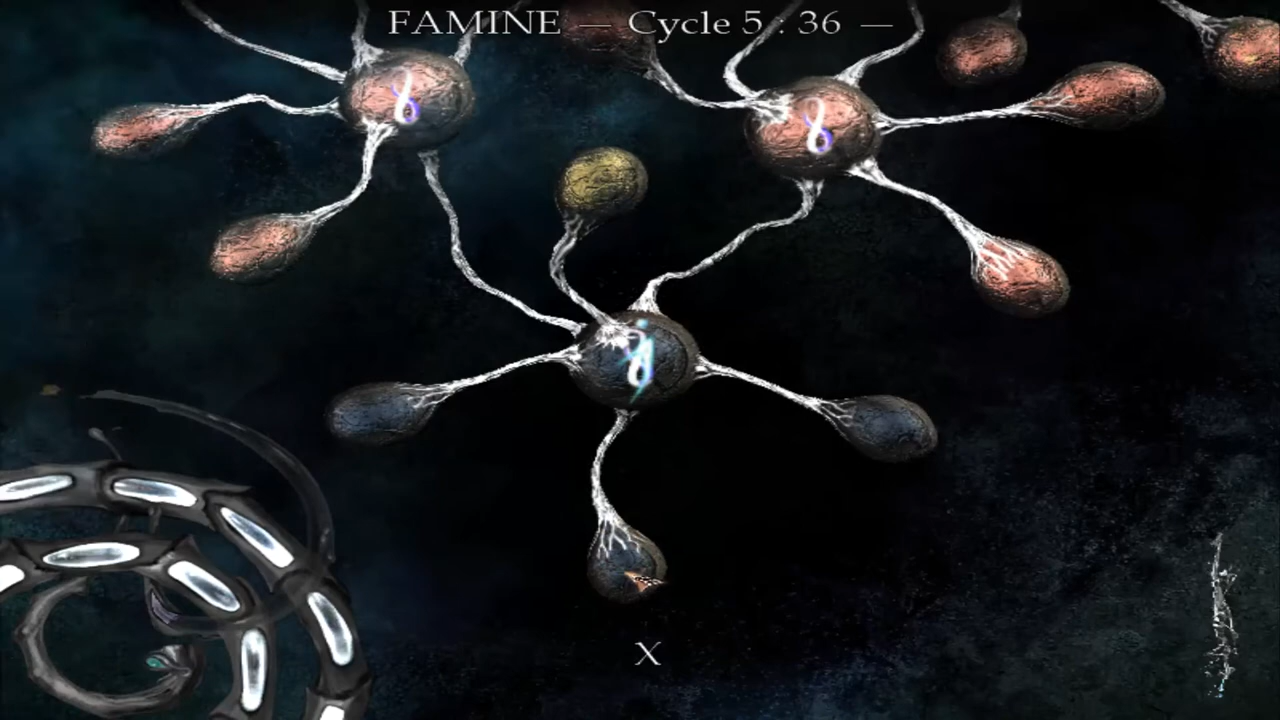 FAMINE — Cycle 5 : 36 —
X